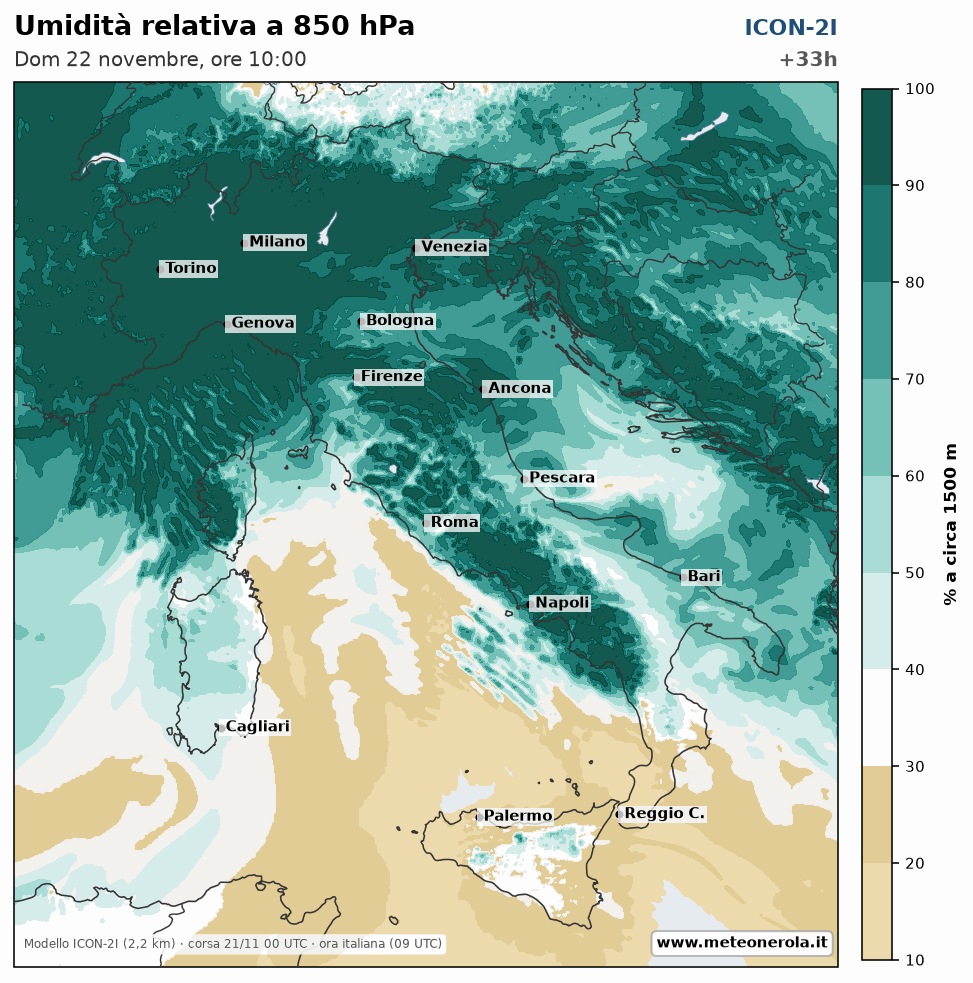 Umidità relativa a 850 hPa
ICON-2I
Dom 22 novembre, ore 10:00
+33h
100
90
80
70
60
50
40
30
20
10
% a circa 1500 m
Milano
Venezia
Torino
Genova
Bologna
Firenze
Ancona
Pescara
Roma
Bari
Napoli
Cagliari
Palermo
Reggio C.
Modello ICON-2I (2,2 km) · corsa 21/11 00 UTC · ora italiana (09 UTC)
www.meteonerola.it